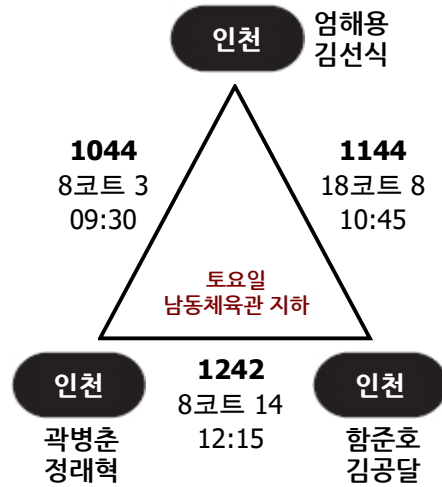 인천
엄해용
김선식
1044
8코트 3
09:30
1144
18코트 8
10:45
토요일
남동체육관 지하
1242
8코트 14
12:15
인천
곽병춘
정래혁
인천
함준호
김공달